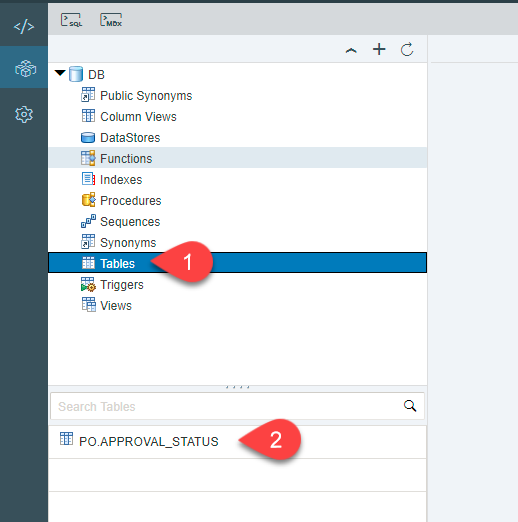 SQL MDX
DB
Public Synonyms
Column Views
DataStores
Functions
Indexes
Procedures
Sequences
Synonyms
Tables 1
Triggers
Views
Search Tables
PO.APPROVAL_STATUS 2